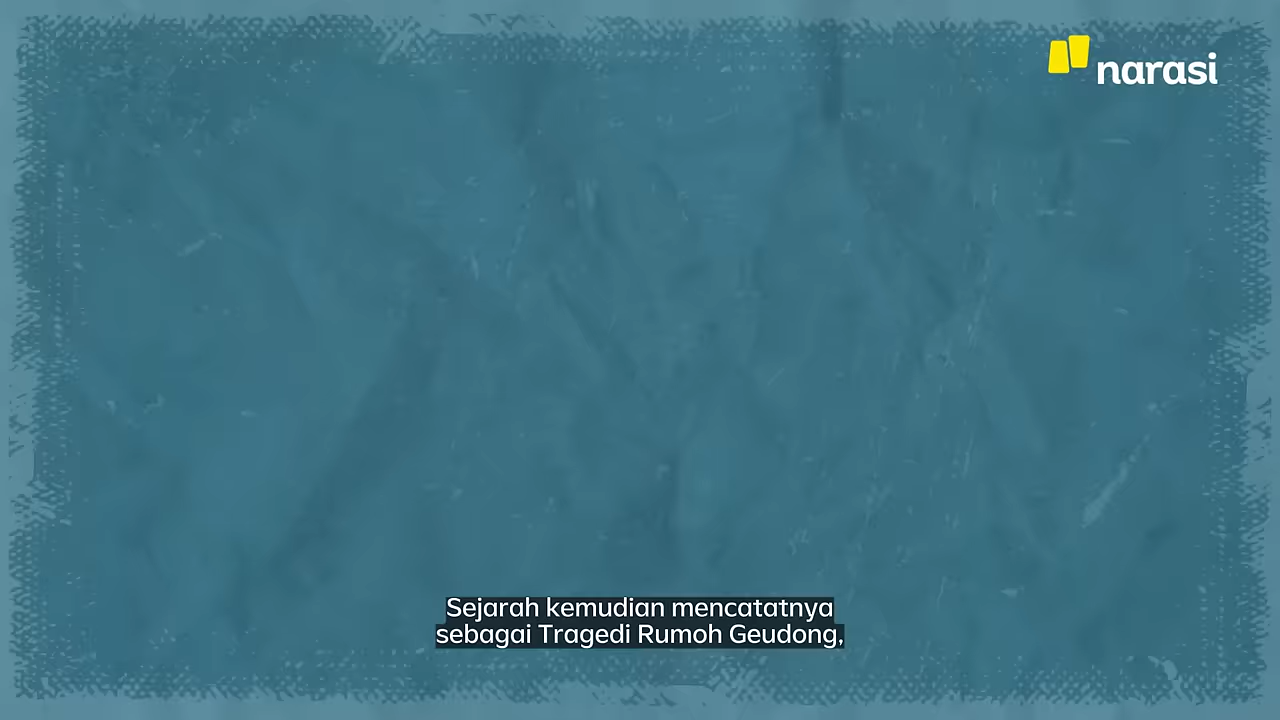 narasi
Sejarah kemudian mencatatnya
sebagai Tragedi Rumoh Geudong,